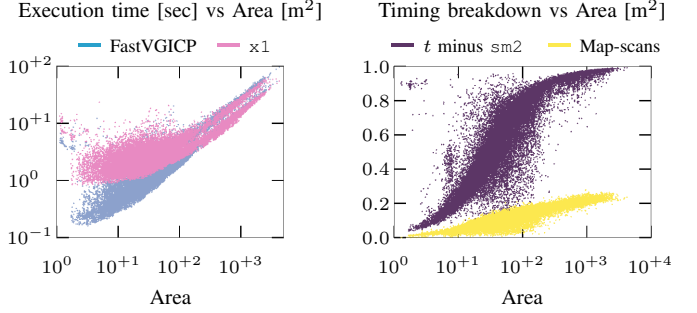 Execution time [sec] vs Area [m²]
FastVGICP x1
10⁺²
10⁺¹
10⁰
10⁻¹
10⁰ 10⁺¹ 10⁺² 10⁺³
Area
Timing breakdown vs Area [m²]
t minus sm2 Map-scans
1.0
0.8
0.6
0.4
0.2
0.0
10⁰ 10⁺¹ 10⁺² 10⁺³ 10⁺⁴
Area